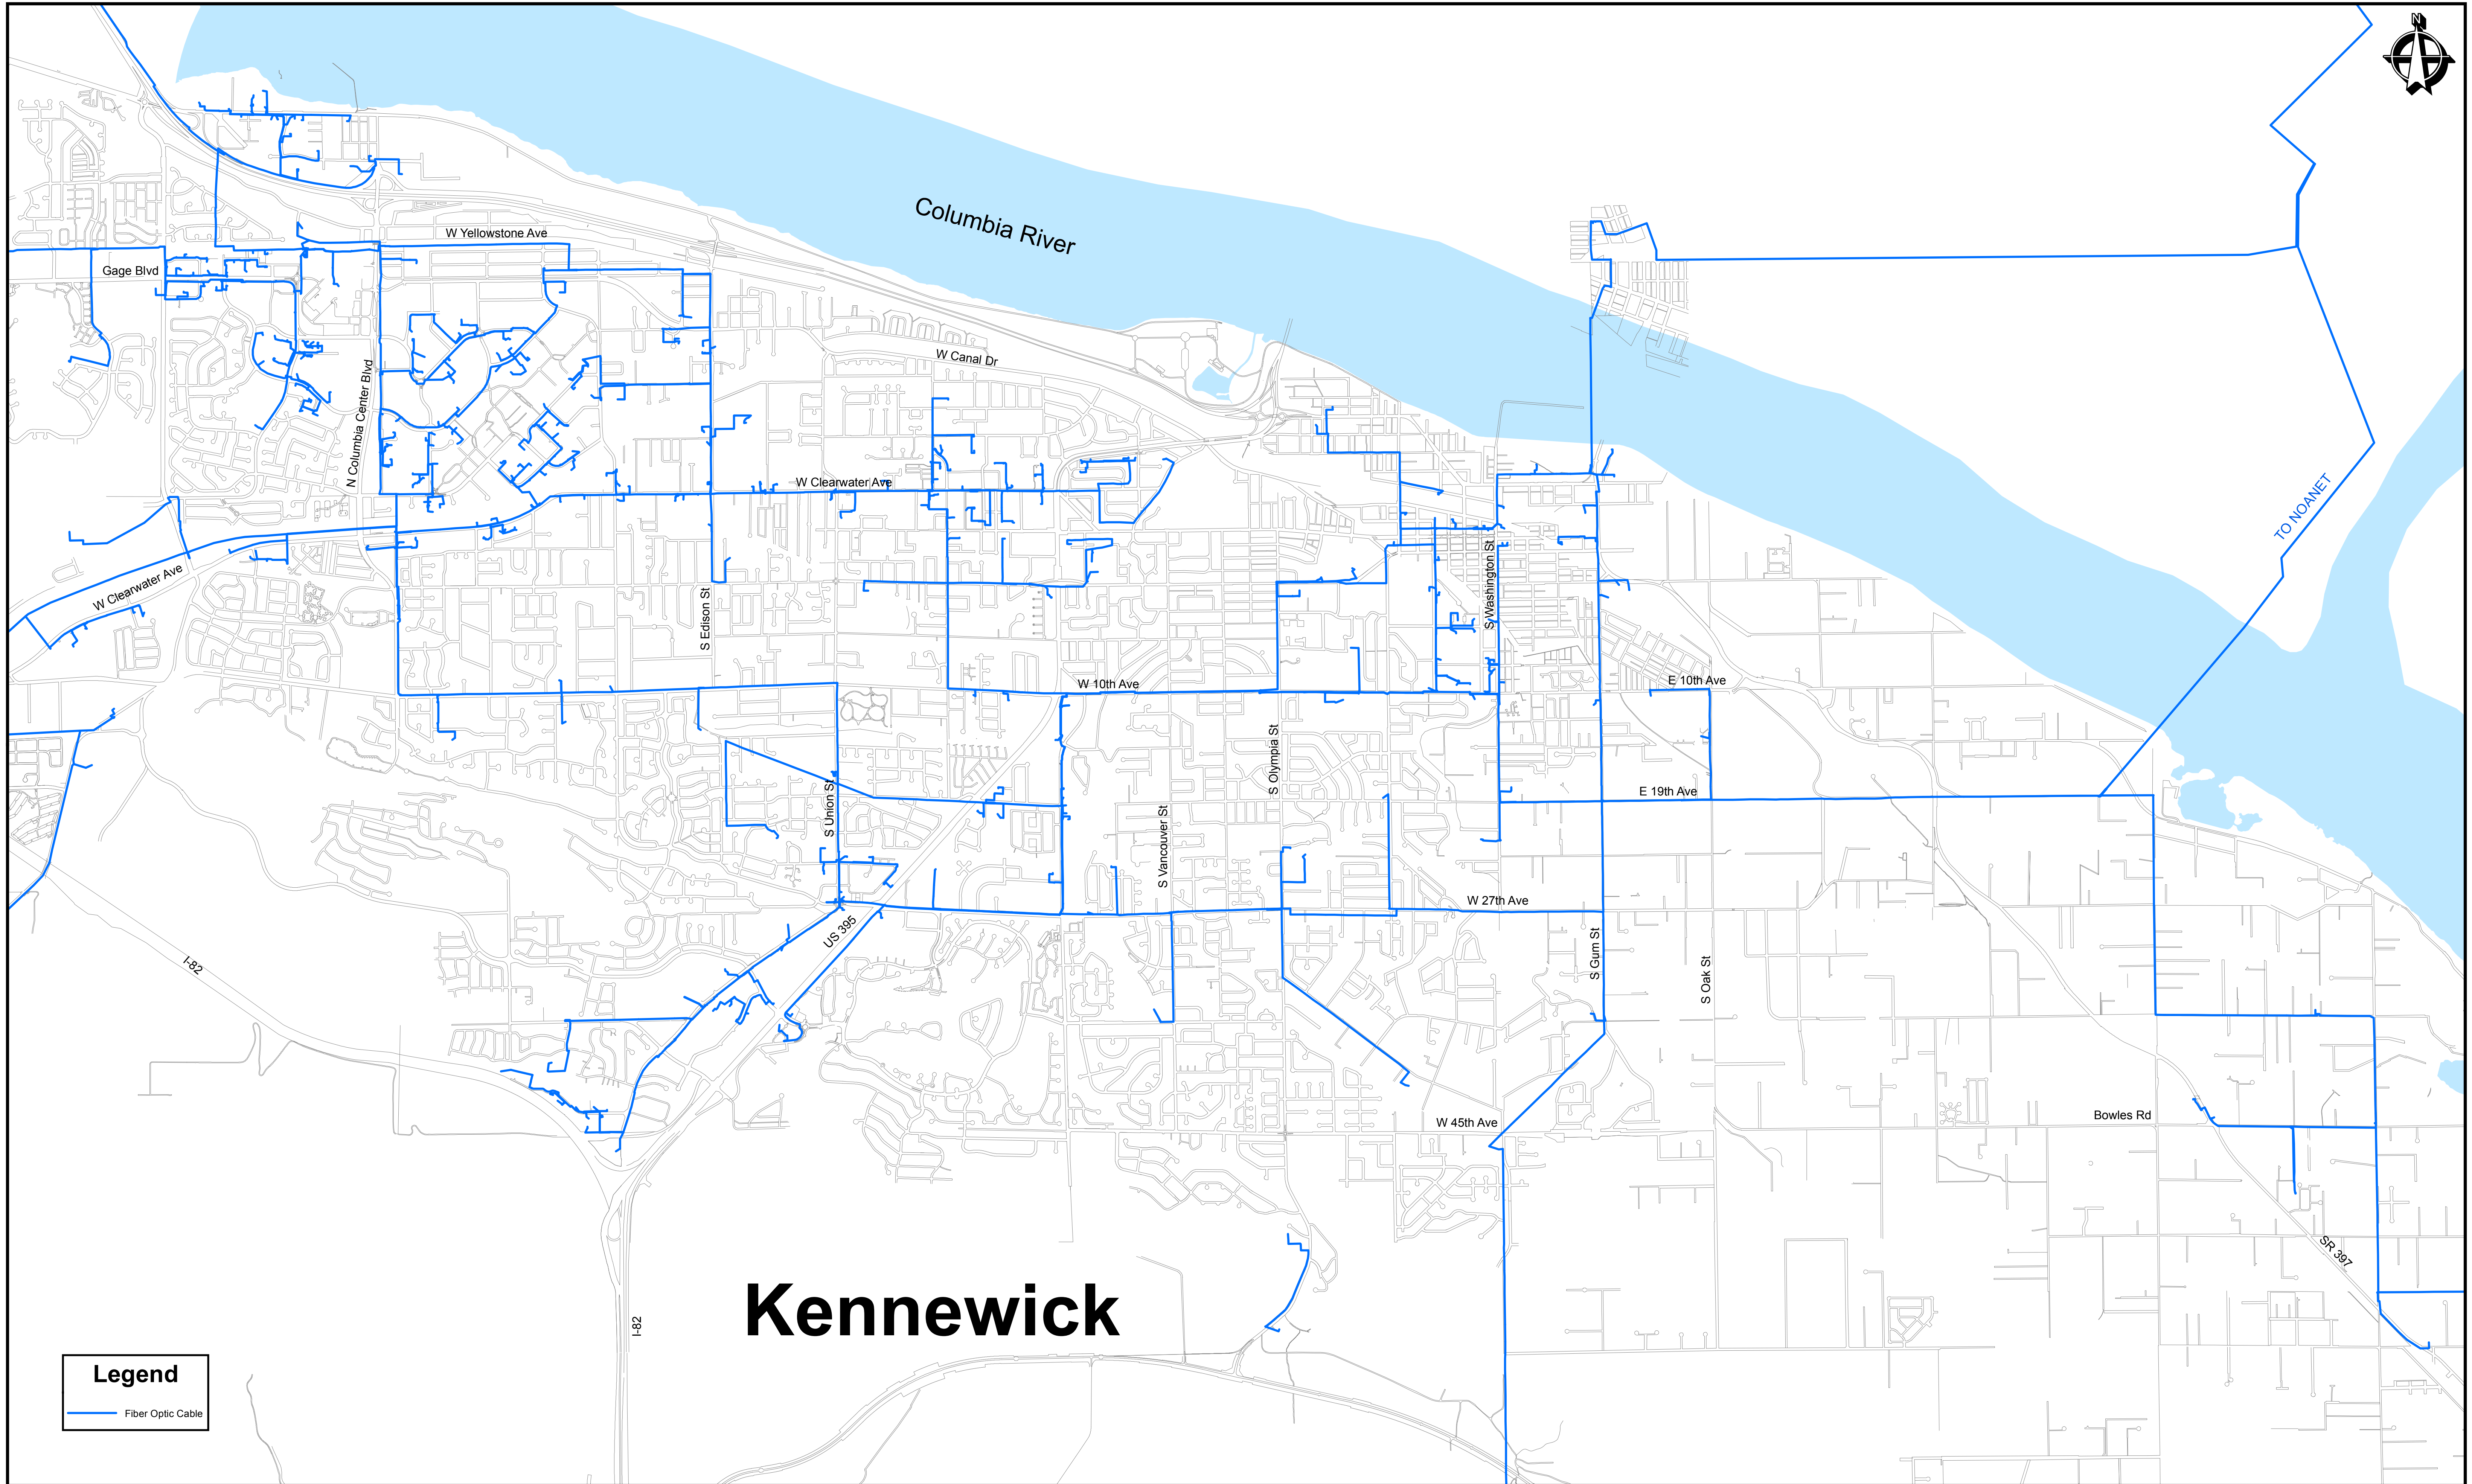 N
Columbia River
W Yellowstone Ave
Gage Blvd
W Canal Dr
N Columbia Center Blvd
W Clearwater Ave
TO NOANET
W Clearwater Ave
S Edison St
S Washington St
W 10th Ave
E 10th Ave
S Olympia St
S Union St
S Vancouver St
E 19th Ave
W 27th Ave
US 395
I-82
S Gum St
S Oak St
W 45th Ave
Bowles Rd
SR 397
Kennewick
I-82
Legend
Fiber Optic Cable